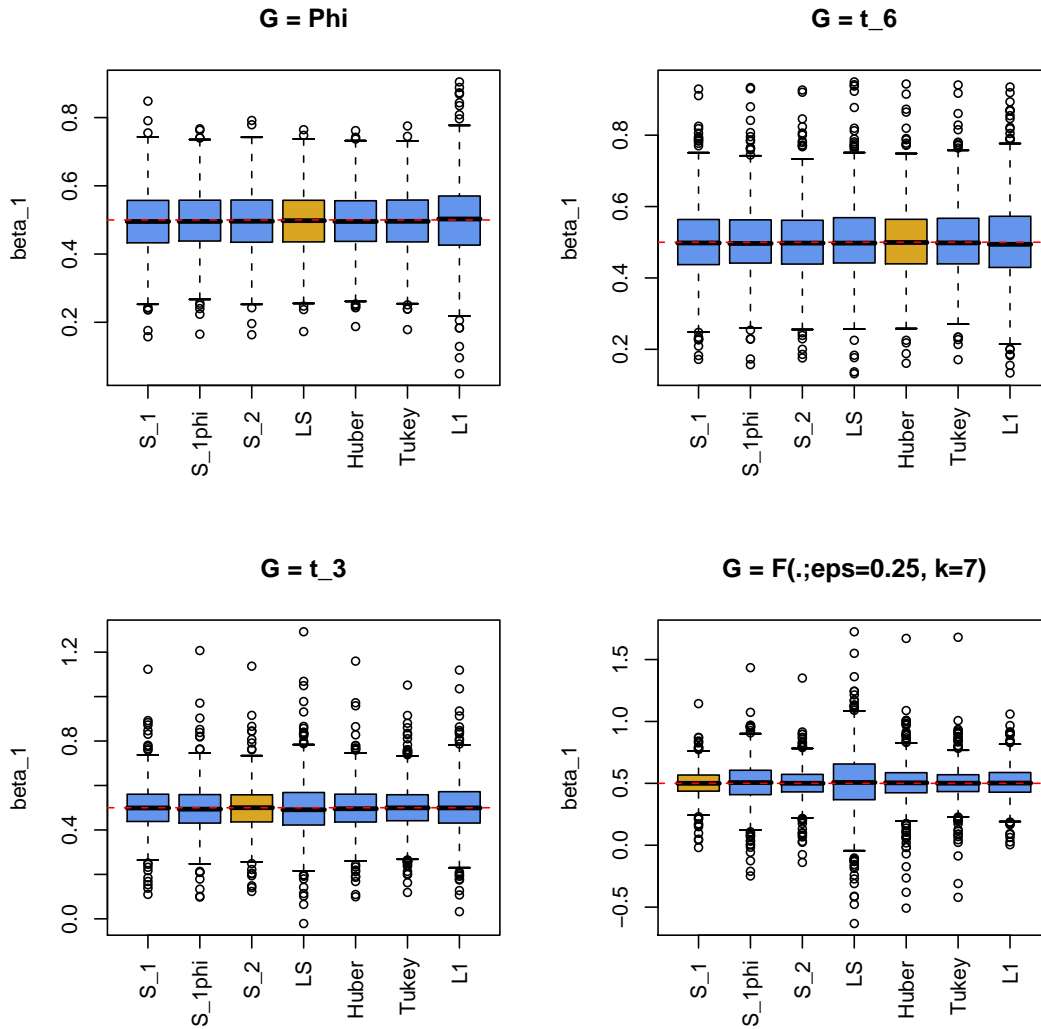 G = Phi
beta_1
0.2
0.4
0.6
0.8
S_1
S_1phi
S_2
LS
Huber
Tukey
L1
G = t_6
beta_1
0.2
0.4
0.6
0.8
S_1
S_1phi
S_2
LS
Huber
Tukey
L1
G = t_3
beta_1
0.0
0.4
0.8
1.2
S_1
S_1phi
S_2
LS
Huber
Tukey
L1
G = F(.;eps=0.25, k=7)
beta_1
−0.5
0.0
0.5
1.0
1.5
S_1
S_1phi
S_2
LS
Huber
Tukey
L1